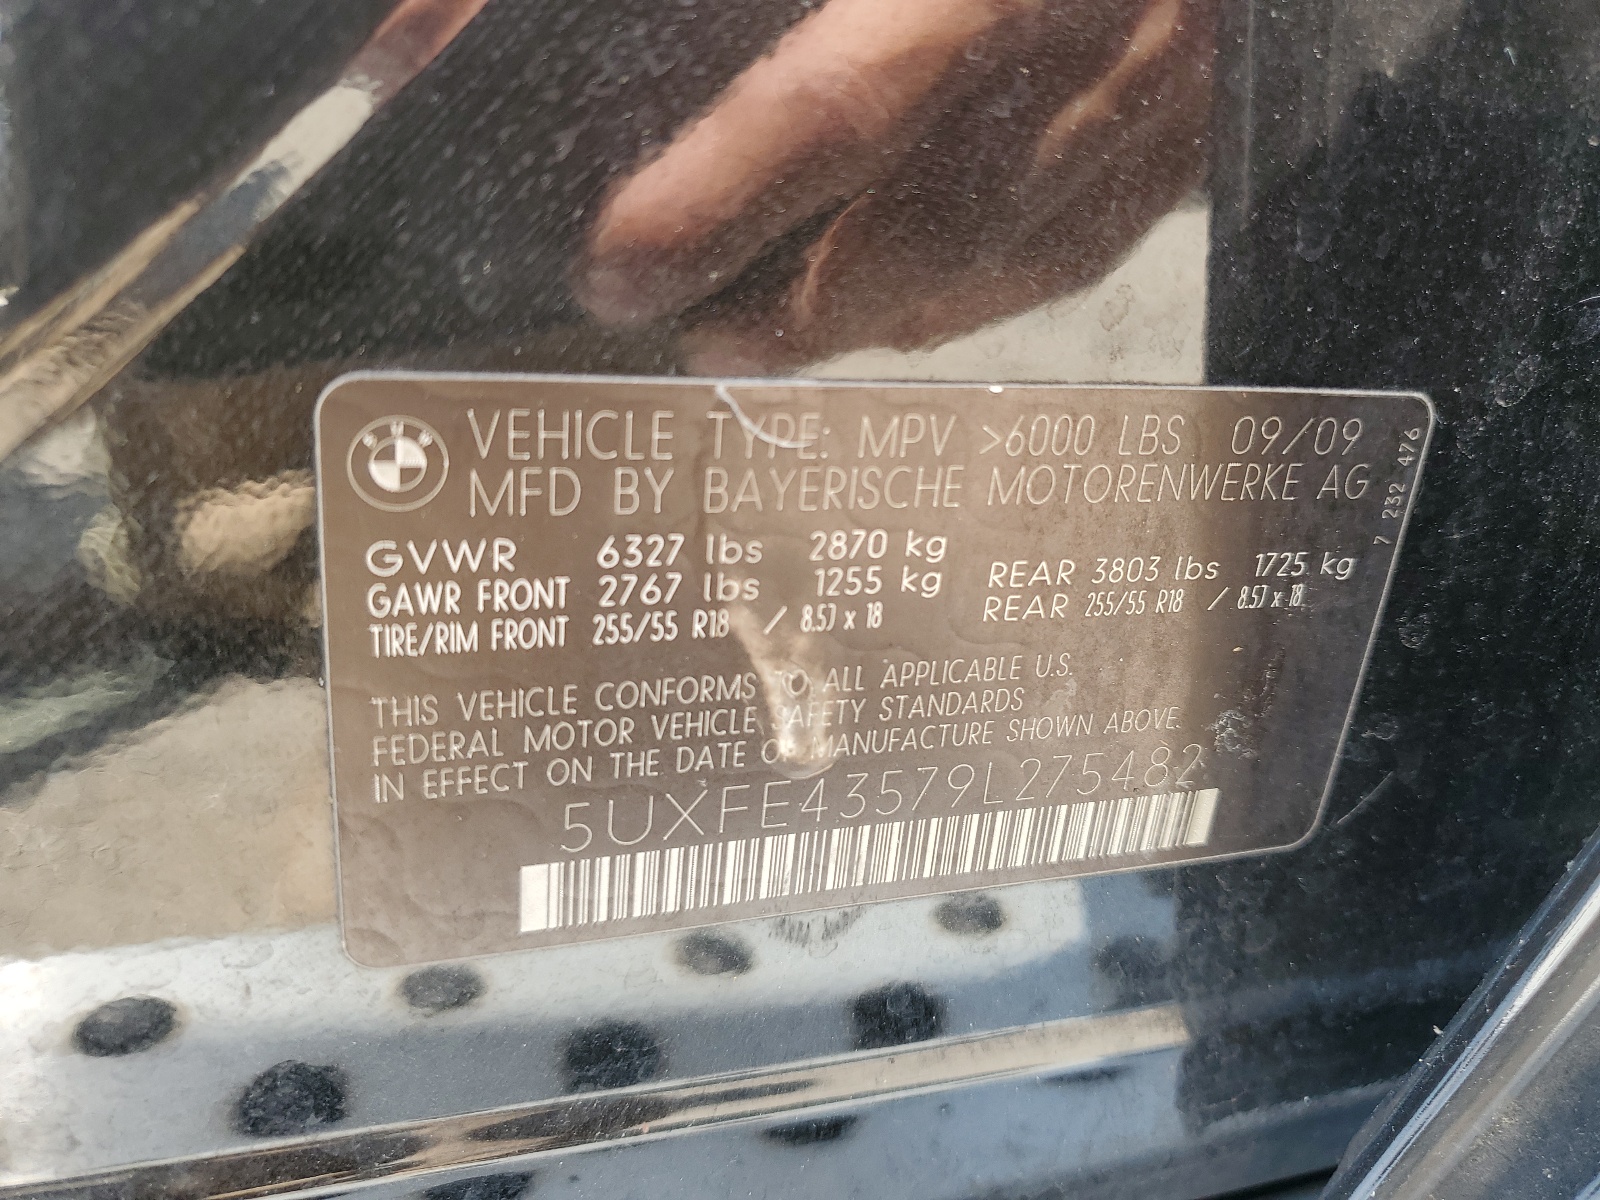 BMW
VEHICLE TYPE: MPV >6000 LBS 09/09
MFD BY BAYERISCHE MOTORENWERKE AG
7 232 476
GVWR 6327 lbs 2870 kg
GAWR FRONT 2767 lbs 1255 kg REAR 3803 lbs 1725 kg
TIRE/RIM FRONT 255/55 R18 / 8.5J x 18 REAR 255/55 R18 / 8.5J x 18
THIS VEHICLE CONFORMS TO ALL APPLICABLE U.S.
FEDERAL MOTOR VEHICLE SAFETY STANDARDS
IN EFFECT ON THE DATE OF MANUFACTURE SHOWN ABOVE.
5UXFE43579L275482